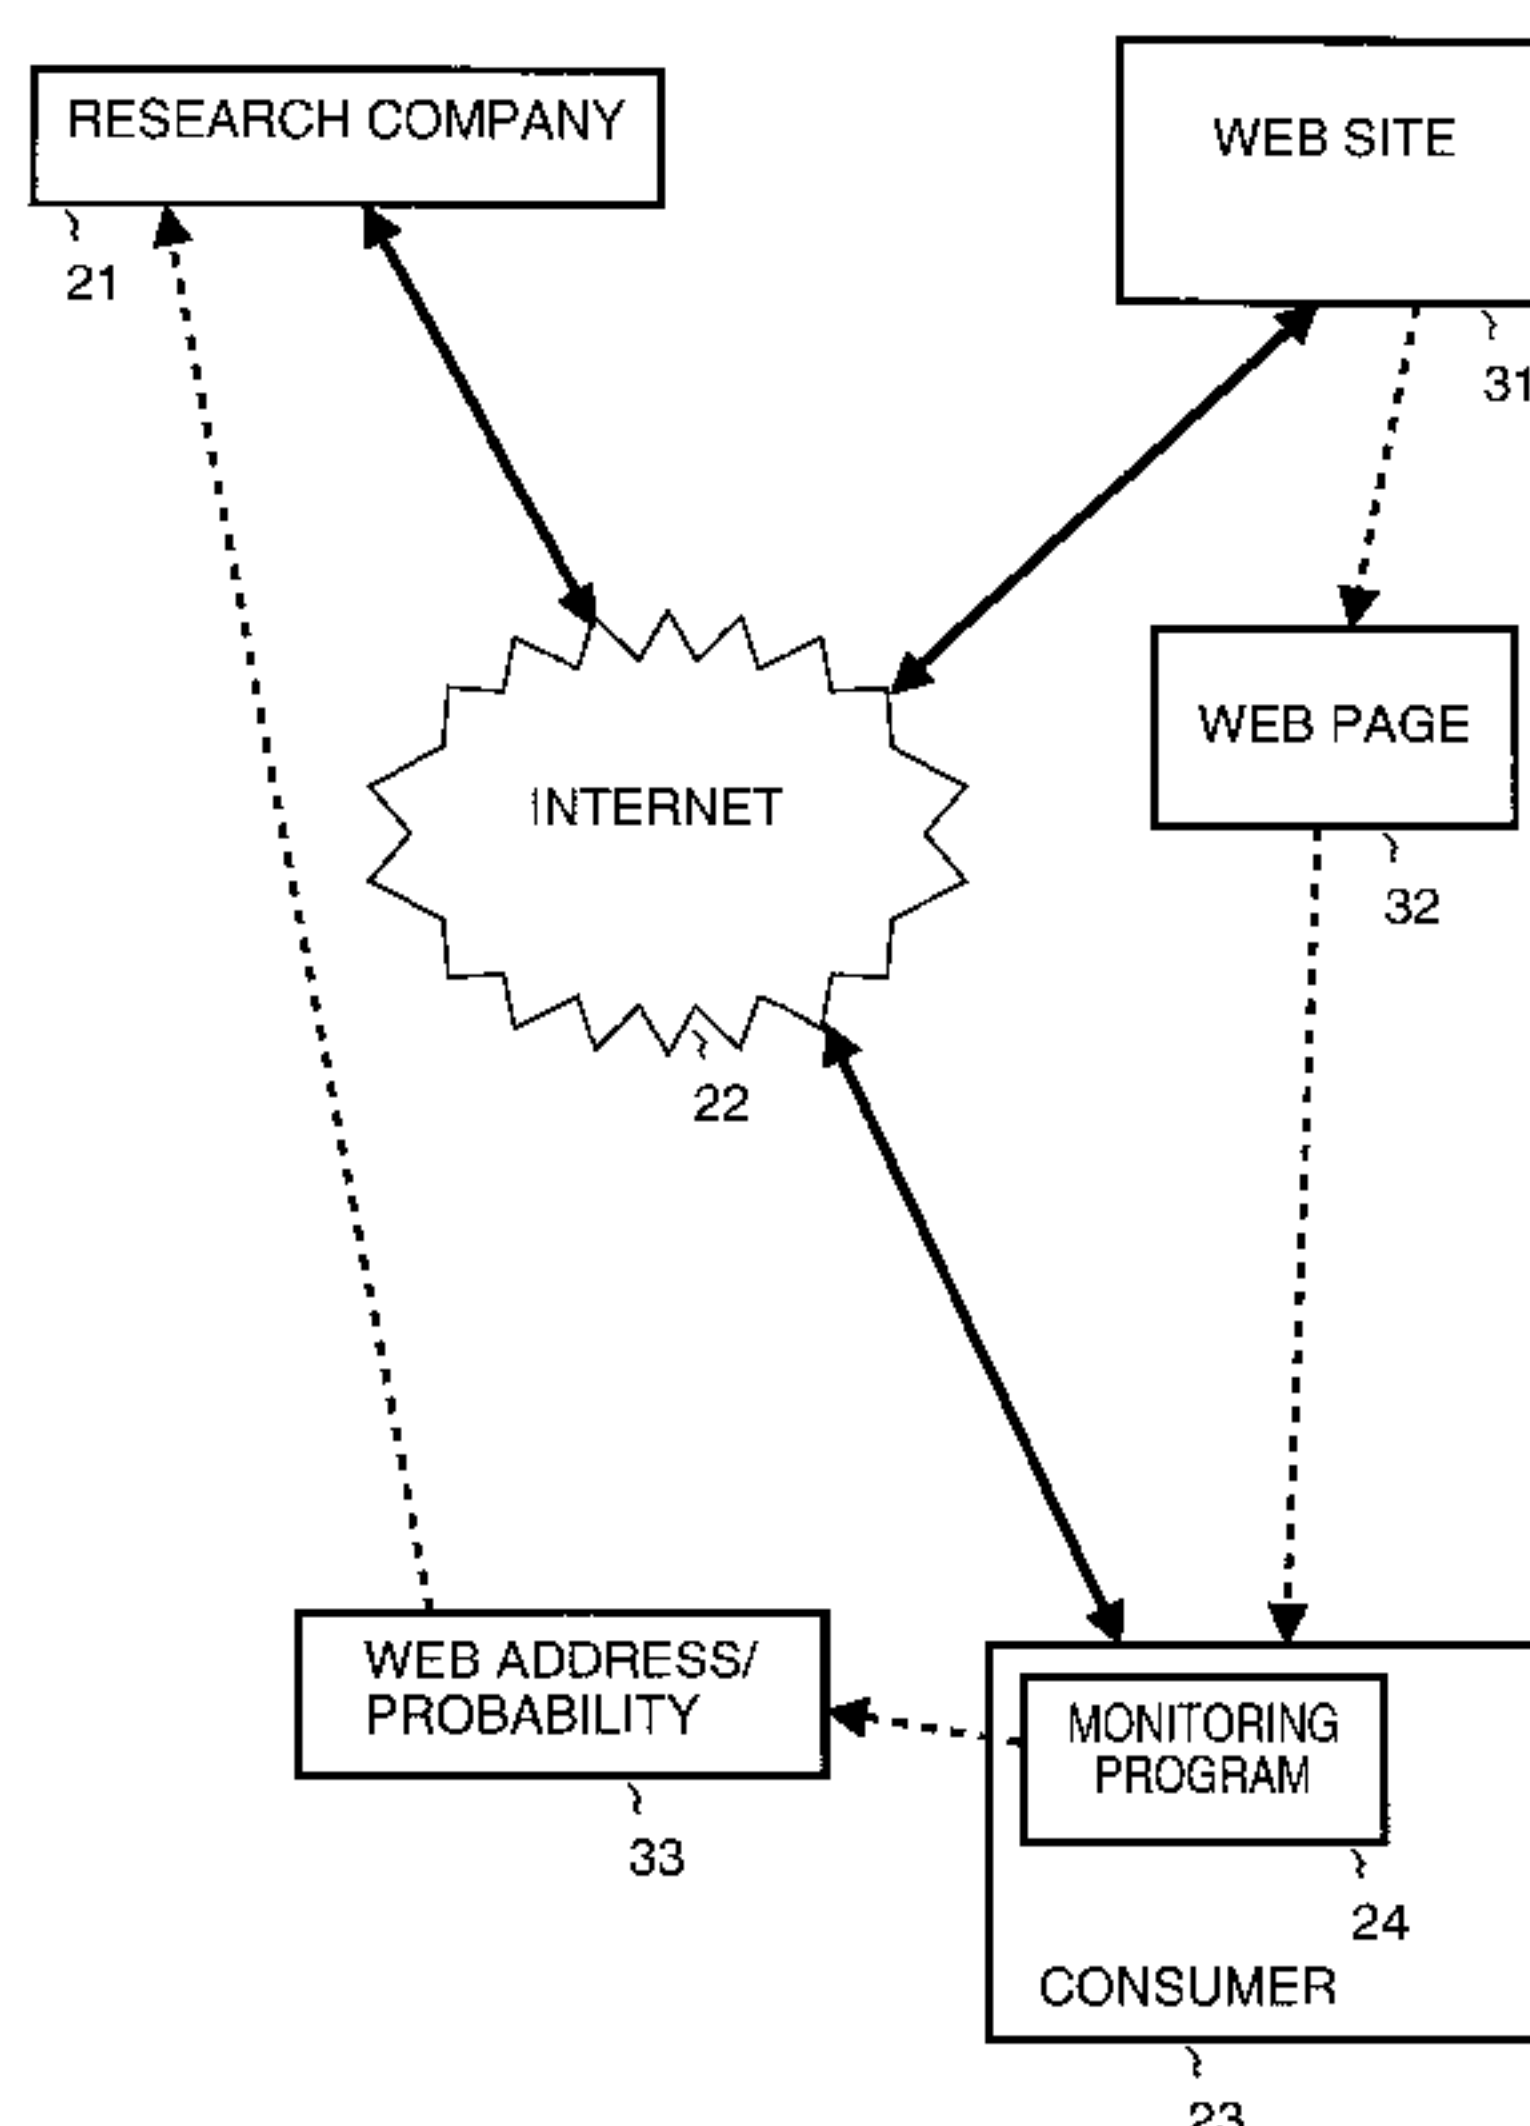 RESEARCH COMPANY
21
WEB SITE
31
INTERNET
22
WEB PAGE
32
WEB ADDRESS/
PROBABILITY
33
MONITORING
PROGRAM
24
CONSUMER
23